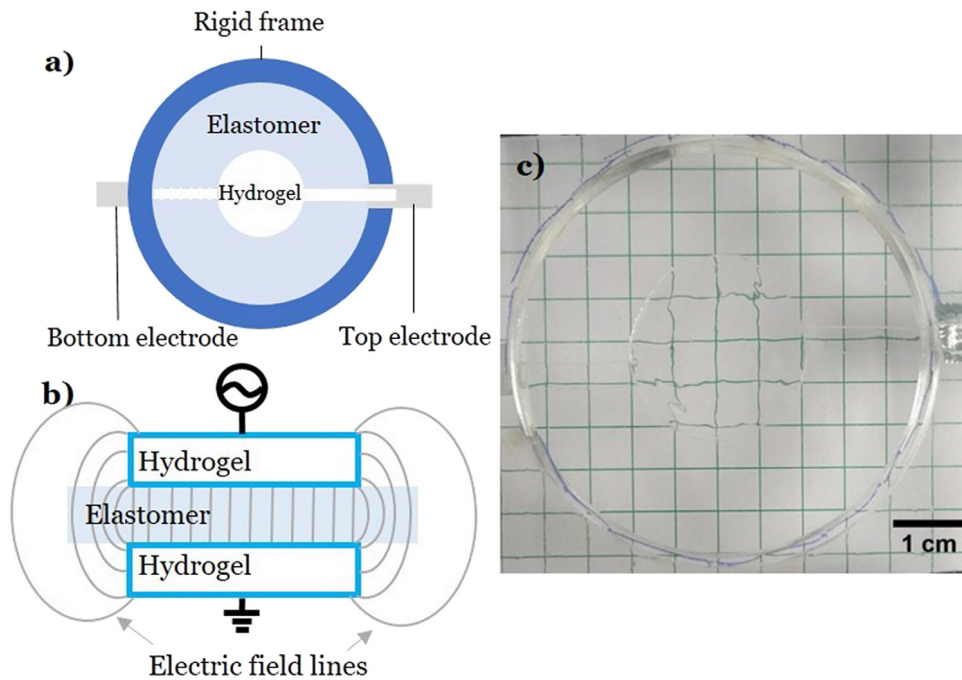 Rigid frame
a)
Elastomer
Hydrogel
Bottom electrode
Top electrode
b)
Hydrogel
Elastomer
Hydrogel
Electric field lines
c)
1 cm